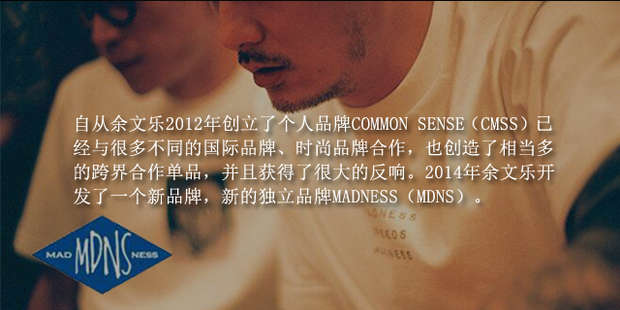 自从余文乐2012年创立了个人品牌COMMON SENSE（CMSS）已
经与很多不同的国际品牌、时尚品牌合作，也创造了相当多
的跨界合作单品，并且获得了很大的反响。2014年余文乐开
发了一个新品牌，新的独立品牌MADNESS（MDNS）。
MADNESS
NEEDS
MADNESS
MAD MDNS NESS